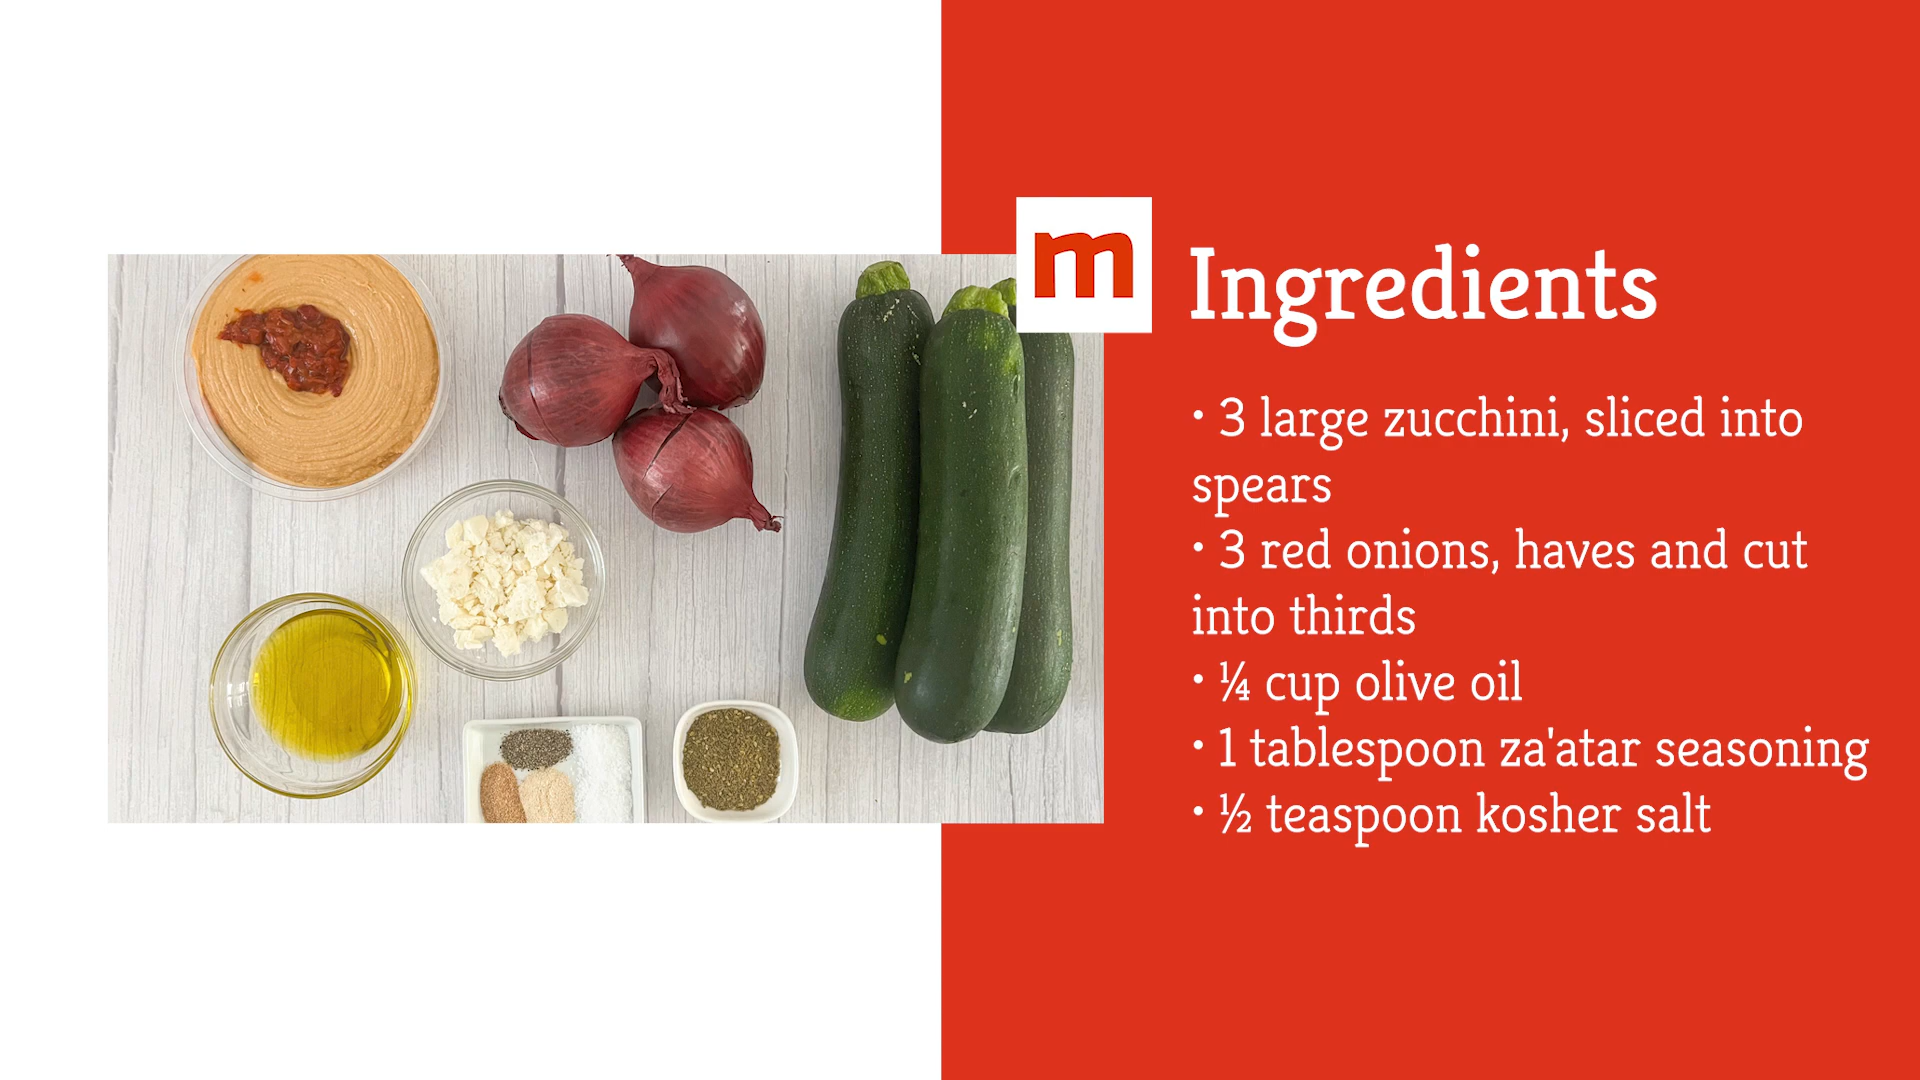 m
Ingredients
• 3 large zucchini, sliced into
spears
• 3 red onions, haves and cut
into thirds
• ¼ cup olive oil
• 1 tablespoon za'atar seasoning
• ½ teaspoon kosher salt